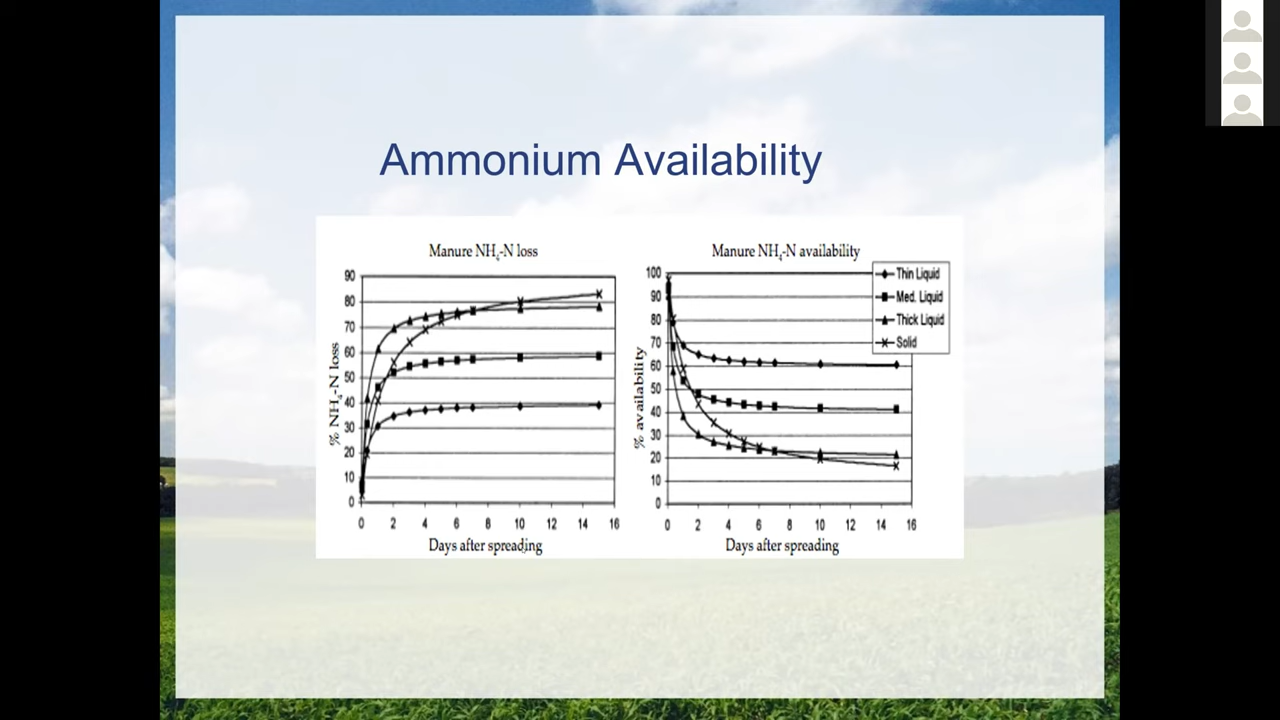 Ammonium Availability
Manure NH4-N loss
90
80
70
60
50
40
30
20
10
0
% NH4-N loss
0 2 4 6 8 10 12 14 16
Days after spreading
Manure NH4-N availability
100
90
80
70
60
50
40
30
20
10
0
% availability
0 2 4 6 8 10 12 14 16
Days after spreading
Thin Liquid
Med. Liquid
Thick Liquid
Solid